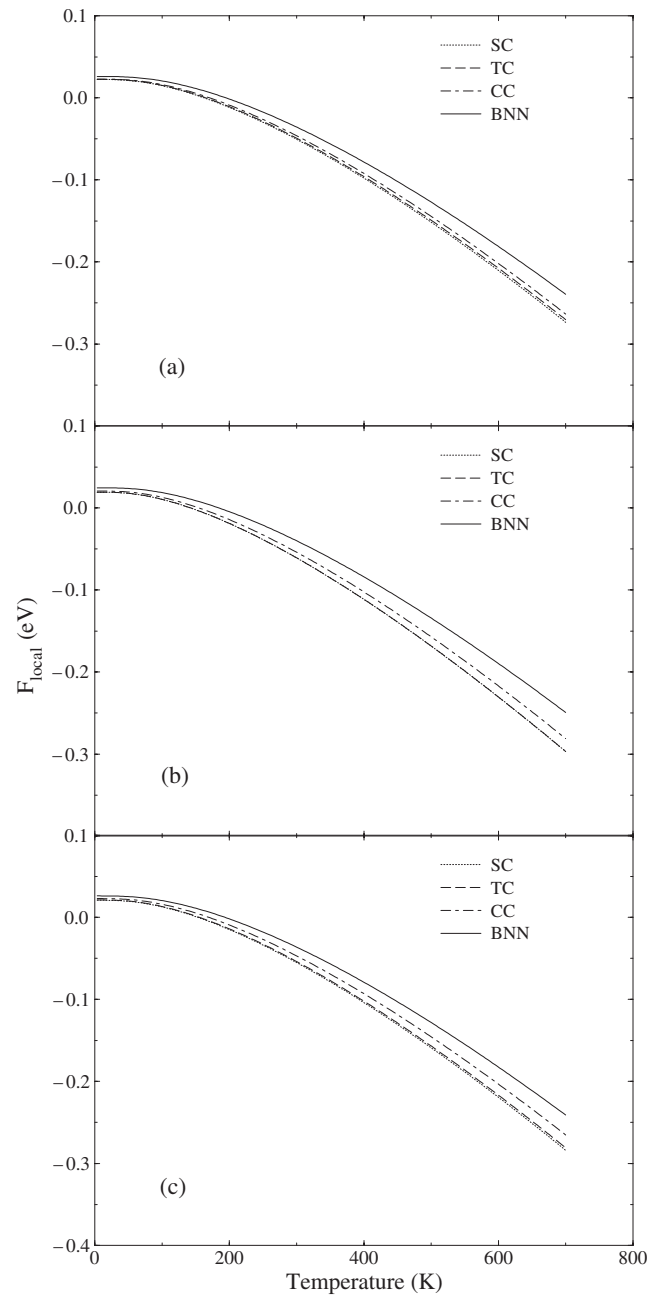 0.1
0.0
−0.1
−0.2
−0.3
SC
TC
CC
BNN
(a)
0.1
0.0
−0.1
−0.2
−0.3
SC
TC
CC
BNN
(b)
F_local (eV)
0.1
0.0
−0.1
−0.2
−0.3
−0.4
SC
TC
CC
BNN
(c)
0 200 400 600 800
Temperature (K)